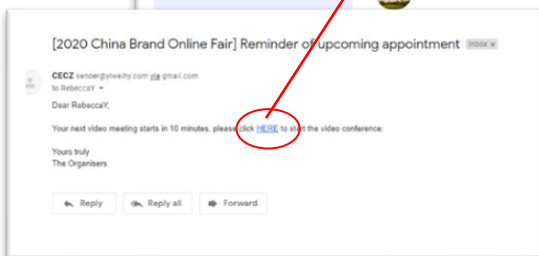 [2020 China Brand Online Fair] Reminder of upcoming appointment Inbox x
CECZ sender@yiweihy.com via gmail.com
to RebeccaY
Dear RebeccaY,
Your next video meeting starts in 10 minutes, please click HERE to start the video conference.
Yours truly
The Organisers
Reply Reply all Forward